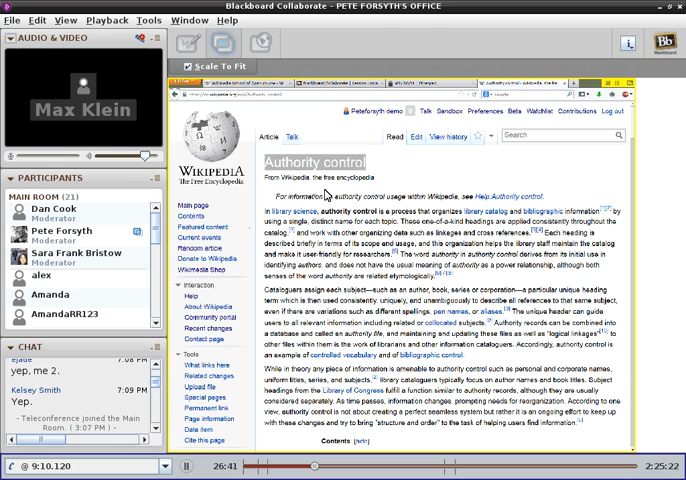 Blackboard Collaborate - PETE FORSYTH'S OFFICE
File Edit View Playback Tools Window Help
AUDIO & VIDEO
Max Klein
PARTICIPANTS
MAIN ROOM (21)
Dan Cook
Moderator
Pete Forsyth
Moderator
Sara Frank Bristow
Moderator
alex
Amanda
AmandaRR123
CHAT
ejade 7:08 PM
yep, me 2.
Kelsey Smith 7:09 PM
Yep.
- Teleconference joined the Main
Room. ( 3:07 PM ) -
@ 9:10.120
26:41
2:25:22
Scale To Fit
Bb
Peteforsyth demo 0 Talk Sandbox Preferences Beta Watchlist Contributions Log out
Article Talk Read Edit View history Search
WIKIPEDIA
The Free Encyclopedia
Main page
Contents
Featured content
Current events
Random article
Donate to Wikipedia
Wikimedia Shop
Interaction
Help
About Wikipedia
Community portal
Recent changes
Contact page
Tools
What links here
Related changes
Upload file
Special pages
Permanent link
Page information
Data item
Cite this page
Authority control
From Wikipedia, the free encyclopedia
For information authority control usage within Wikipedia, see Help:Authority control.
In library science, authority control is a process that organizes library catalog and bibliographic information[1][2] by
using a single, distinct name for each topic. These one-of-a-kind headings are applied consistently throughout the
catalog, and work with other organizing data such as linkages and cross references.[3][4] Each heading is
described briefly in terms of its scope and usage, and this organization helps the library staff maintain the catalog
and make it user-friendly for researchers. The word authority in authority control derives from its initial use in
identifying authors, and does not have the usual meaning of authority as a power relationship, although both
senses of the word authority are related etymologically.
Cataloguers assign each subject—such as an author, book, series or corporation—a particular unique heading
term which is then used consistently, uniquely, and unambiguously to describe all references to that same subject,
even if there are variations such as different spellings, pen names, or aliases. The unique header can guide
users to all relevant information including related or collocated subjects. Authority records can be combined into
a database and called an authority file, and maintaining and updating these files as well as "logical linkages" to
other files within them is the work of librarians and other information cataloguers. Accordingly, authority control is
an example of controlled vocabulary and of bibliographic control.
While in theory any piece of information is amenable to authority control such as personal and corporate names,
uniform titles, series, and subjects, library cataloguers typically focus on author names and book titles. Subject
headings from the Library of Congress fulfill a function similar to authority records, although they are usually
considered separately. As time passes, information changes, prompting needs for reorganization. According to one
view, authority control is not about creating a perfect seamless system but rather it is an ongoing effort to keep up
with these changes and try to bring "structure and order" to the task of helping users find information.
Contents [hide]